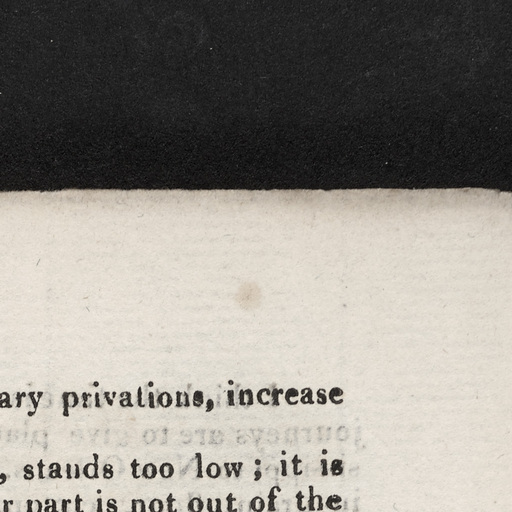 ary privations, increase
, stands too low; it is
r part is not out of the